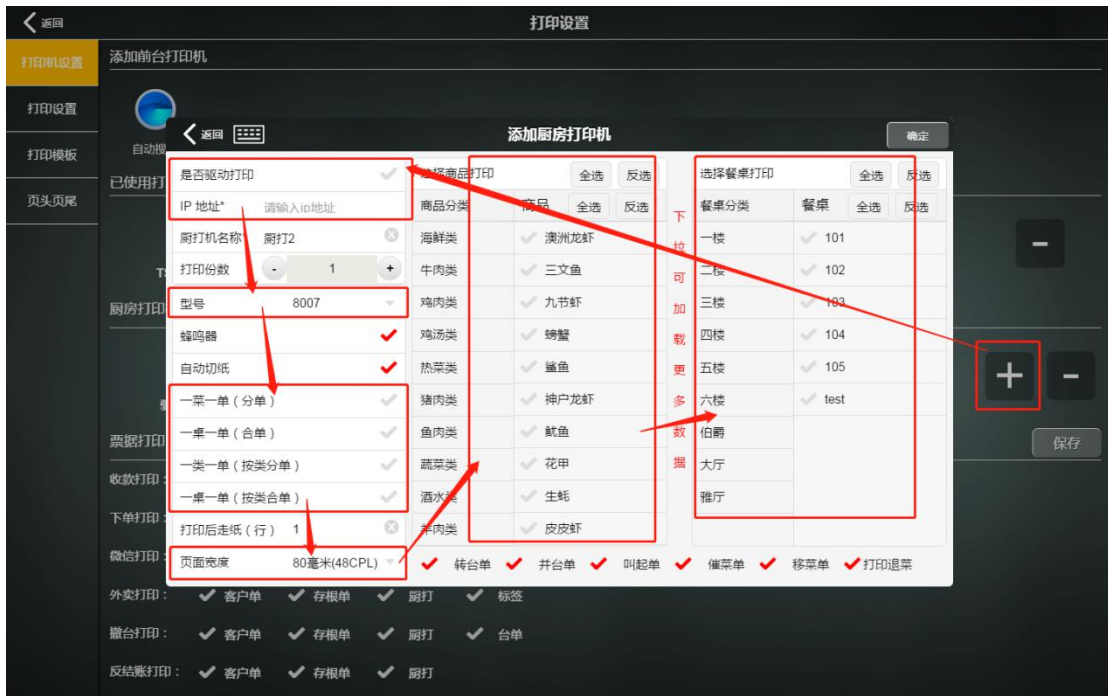 返回
打印设置
打印机设置
添加前台打印机
打印设置
打印模板
自动搜
页头页尾
已使用打
厨房打印
票据打印
保存
收款打印：
下单打印：
微信打印：
返回
添加厨房打印机
确定
是否驱动打印
IP 地址* 请输入ip地址
厨打机名称* 厨打2
打印份数 - 1 +
型号 8007
蜂鸣器
自动切纸
一菜一单（分单）
一桌一单（合单）
一类一单（按类分单）
一桌一单（按类合单）
打印后走纸（行） 1
页面宽度 80毫米(48CPL)
选择商品打印 全选 反选
商品分类 商品 全选 反选
海鲜类 澳洲龙虾
牛肉类 三文鱼
鸡肉类 九节虾
鸡汤类 螃蟹
热菜类 鲨鱼
猪肉类 神户龙虾
鱼肉类 鱿鱼
蔬菜类 花甲
酒水类 生蚝
羊肉类 皮皮虾
下拉可加载更多数据
选择餐桌打印 全选 反选
餐桌分类 餐桌 全选 反选
一楼 101
二楼 102
三楼 103
四楼 104
五楼 105
六楼 test
伯爵
大厅
雅厅
转台单 并台单 叫起单 催菜单 移菜单 打印退菜
外卖打印： 客户单 存根单 厨打 标签
撤台打印： 客户单 存根单 厨打 台单
反结账打印： 客户单 存根单 厨打